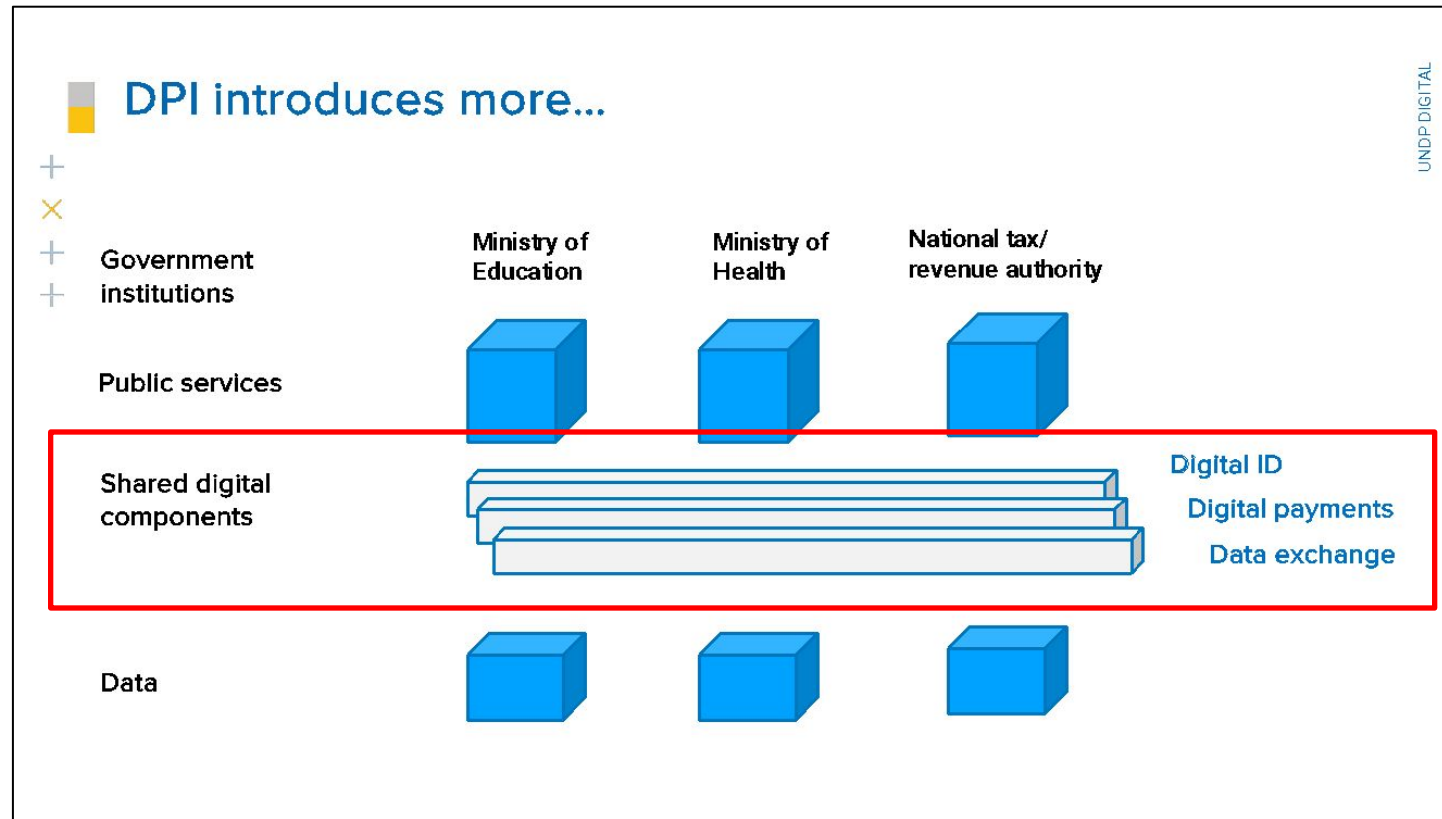 DPI introduces more...
UNDP DIGITAL
Government
institutions
Ministry of
Education
Ministry of
Health
National tax/
revenue authority
Public services
Shared digital
components
Digital ID
Digital payments
Data exchange
Data